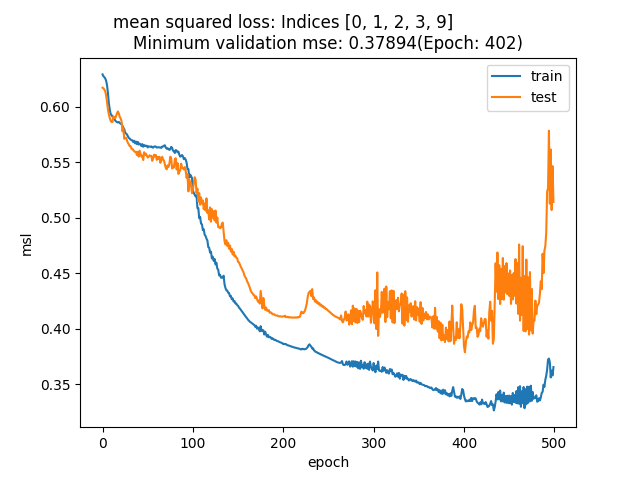 mean squared loss: Indices [0, 1, 2, 3, 9]
Minimum validation mse: 0.37894(Epoch: 402)
train
test
0.60
0.55
0.50
0.45
0.40
0.35
msl
0 100 200 300 400 500
epoch